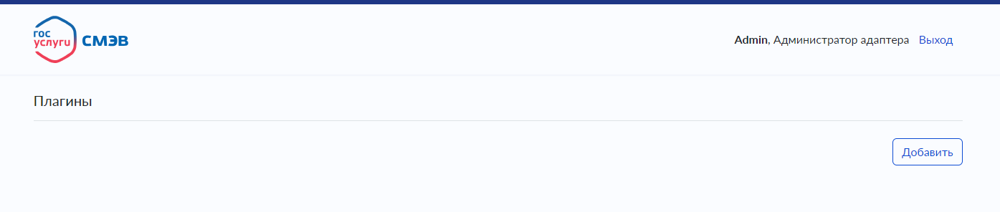 гос
услуги
СМЭВ
Admin, Администратор адаптера Выход
Плагины
Добавить